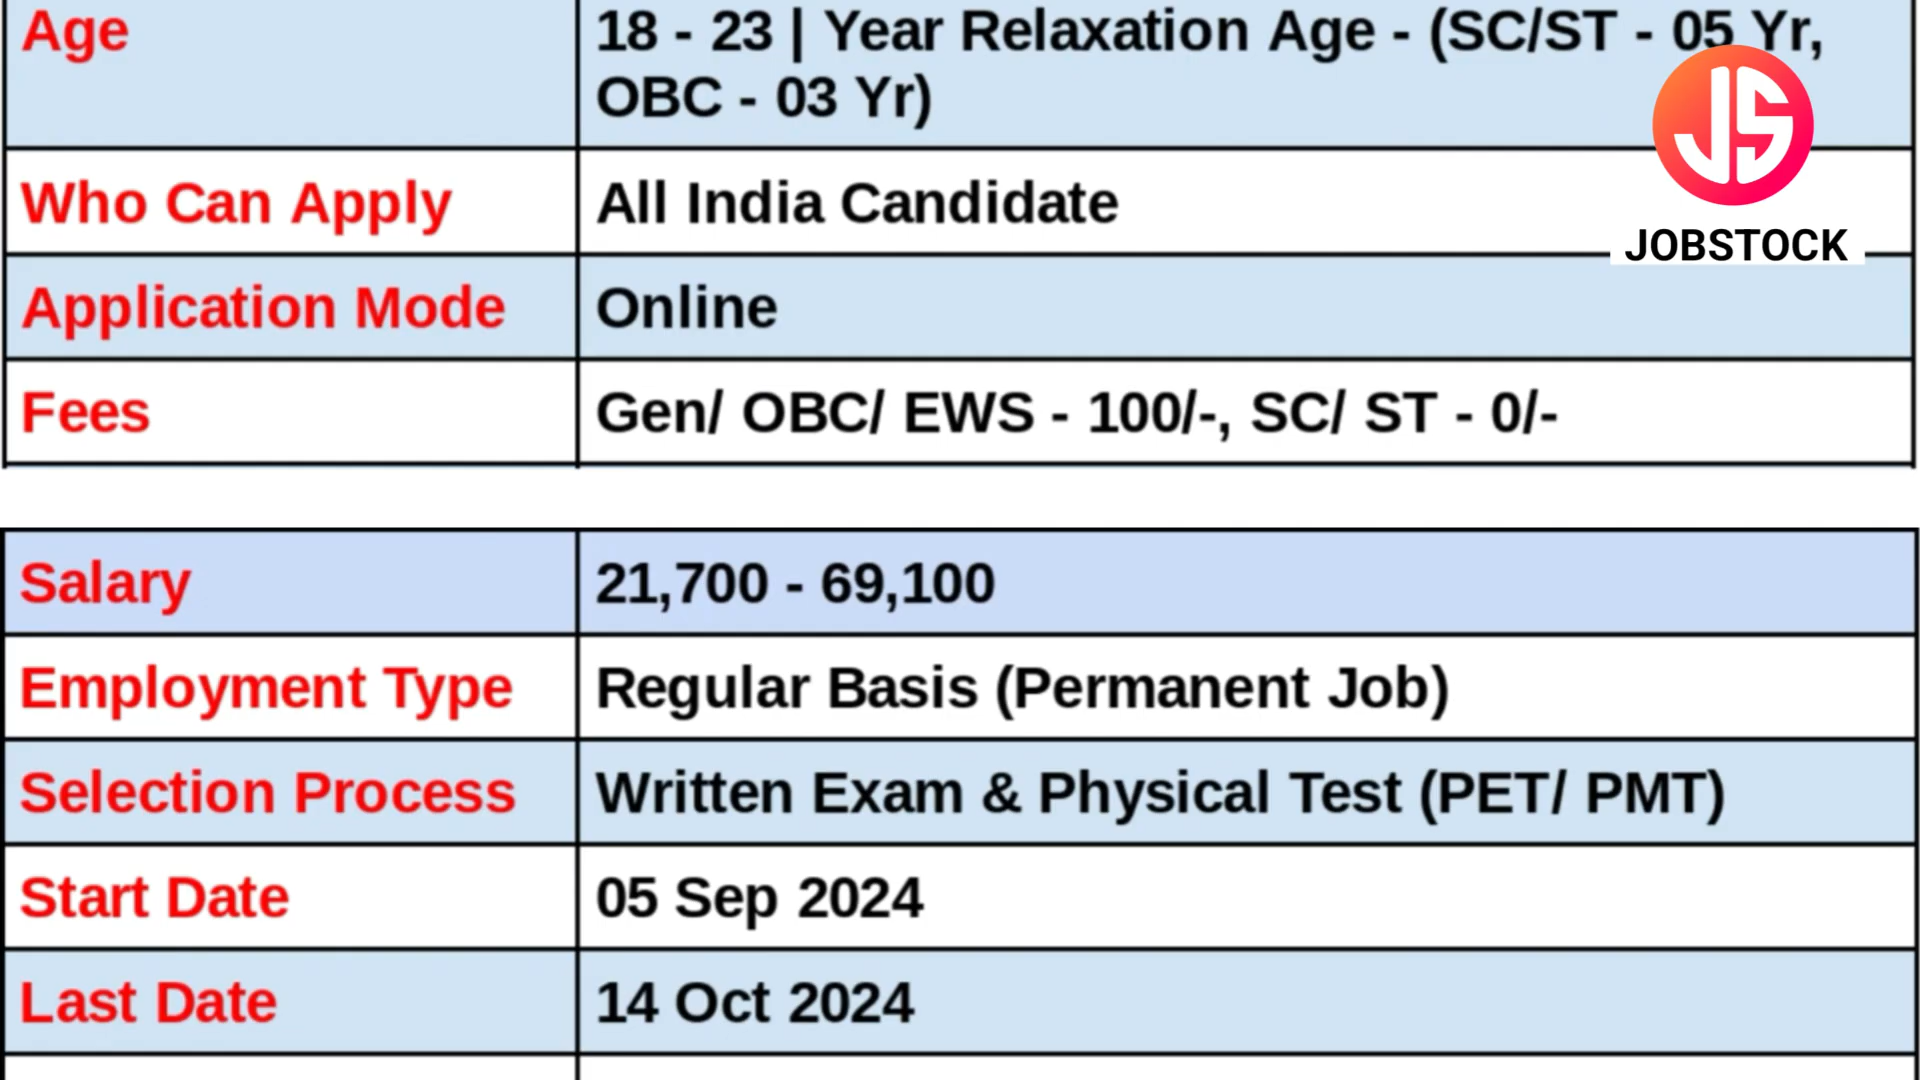 Age
18 - 23 | Year Relaxation Age - (SC/ST - 05 Yr,
OBC - 03 Yr)
JS
JOBSTOCK
Who Can Apply
All India Candidate
Application Mode
Online
Fees
Gen/ OBC/ EWS - 100/-, SC/ ST - 0/-
Salary
21,700 - 69,100
Employment Type
Regular Basis (Permanent Job)
Selection Process
Written Exam & Physical Test (PET/ PMT)
Start Date
05 Sep 2024
Last Date
14 Oct 2024